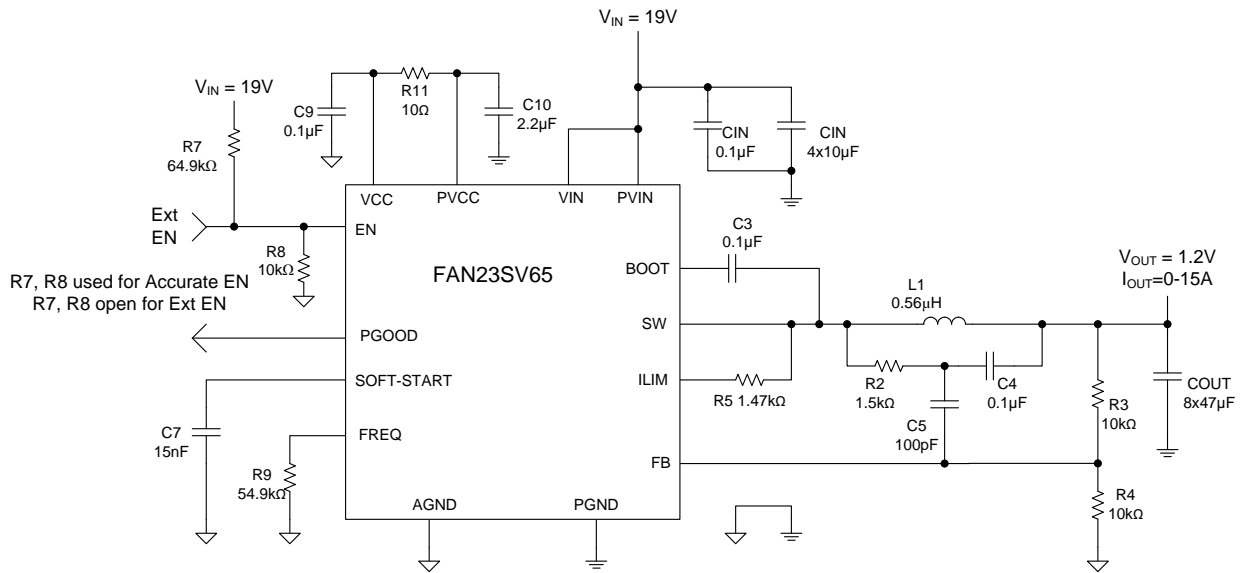 V_IN = 19V
V_IN = 19V
R11
10Ω
C9
0.1µF
C10
2.2µF
CIN
0.1µF
CIN
4x10µF
R7
64.9kΩ
VCC
PVCC
VIN
PVIN
Ext
EN
EN
R8
10kΩ
C3
0.1µF
FAN23SV65
BOOT
R7, R8 used for Accurate EN
R7, R8 open for Ext EN
V_OUT = 1.2V
I_OUT=0-15A
L1
0.56µH
SW
PGOOD
SOFT-START
ILIM
R5 1.47kΩ
R2
1.5kΩ
C4
0.1µF
R3
10kΩ
COUT
8x47µF
C7
15nF
FREQ
C5
100pF
FB
R9
54.9kΩ
R4
10kΩ
AGND
PGND